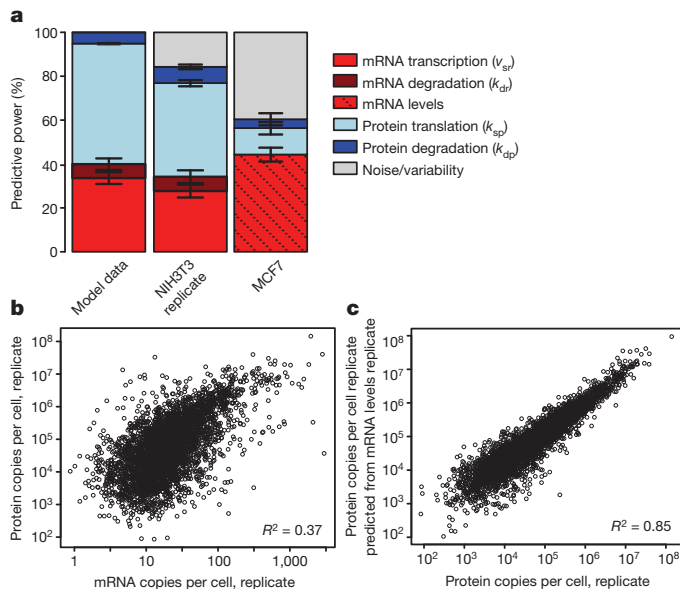 a
Predictive power (%)
100
80
60
40
20
0
Model data
NIH3T3
replicate
MCF7
mRNA transcription (vsr)
mRNA degradation (kdr)
mRNA levels
Protein translation (ksp)
Protein degradation (kdp)
Noise/variability
b
Protein copies per cell, replicate
10⁸
10⁷
10⁶
10⁵
10⁴
10³
10²
1
10
100
1,000
R² = 0.37
mRNA copies per cell, replicate
c
Protein copies per cell replicate
predicted from mRNA levels replicate
10⁸
10⁷
10⁶
10⁵
10⁴
10³
10²
10² 10³ 10⁴ 10⁵ 10⁶ 10⁷ 10⁸
R² = 0.85
Protein copies per cell, replicate